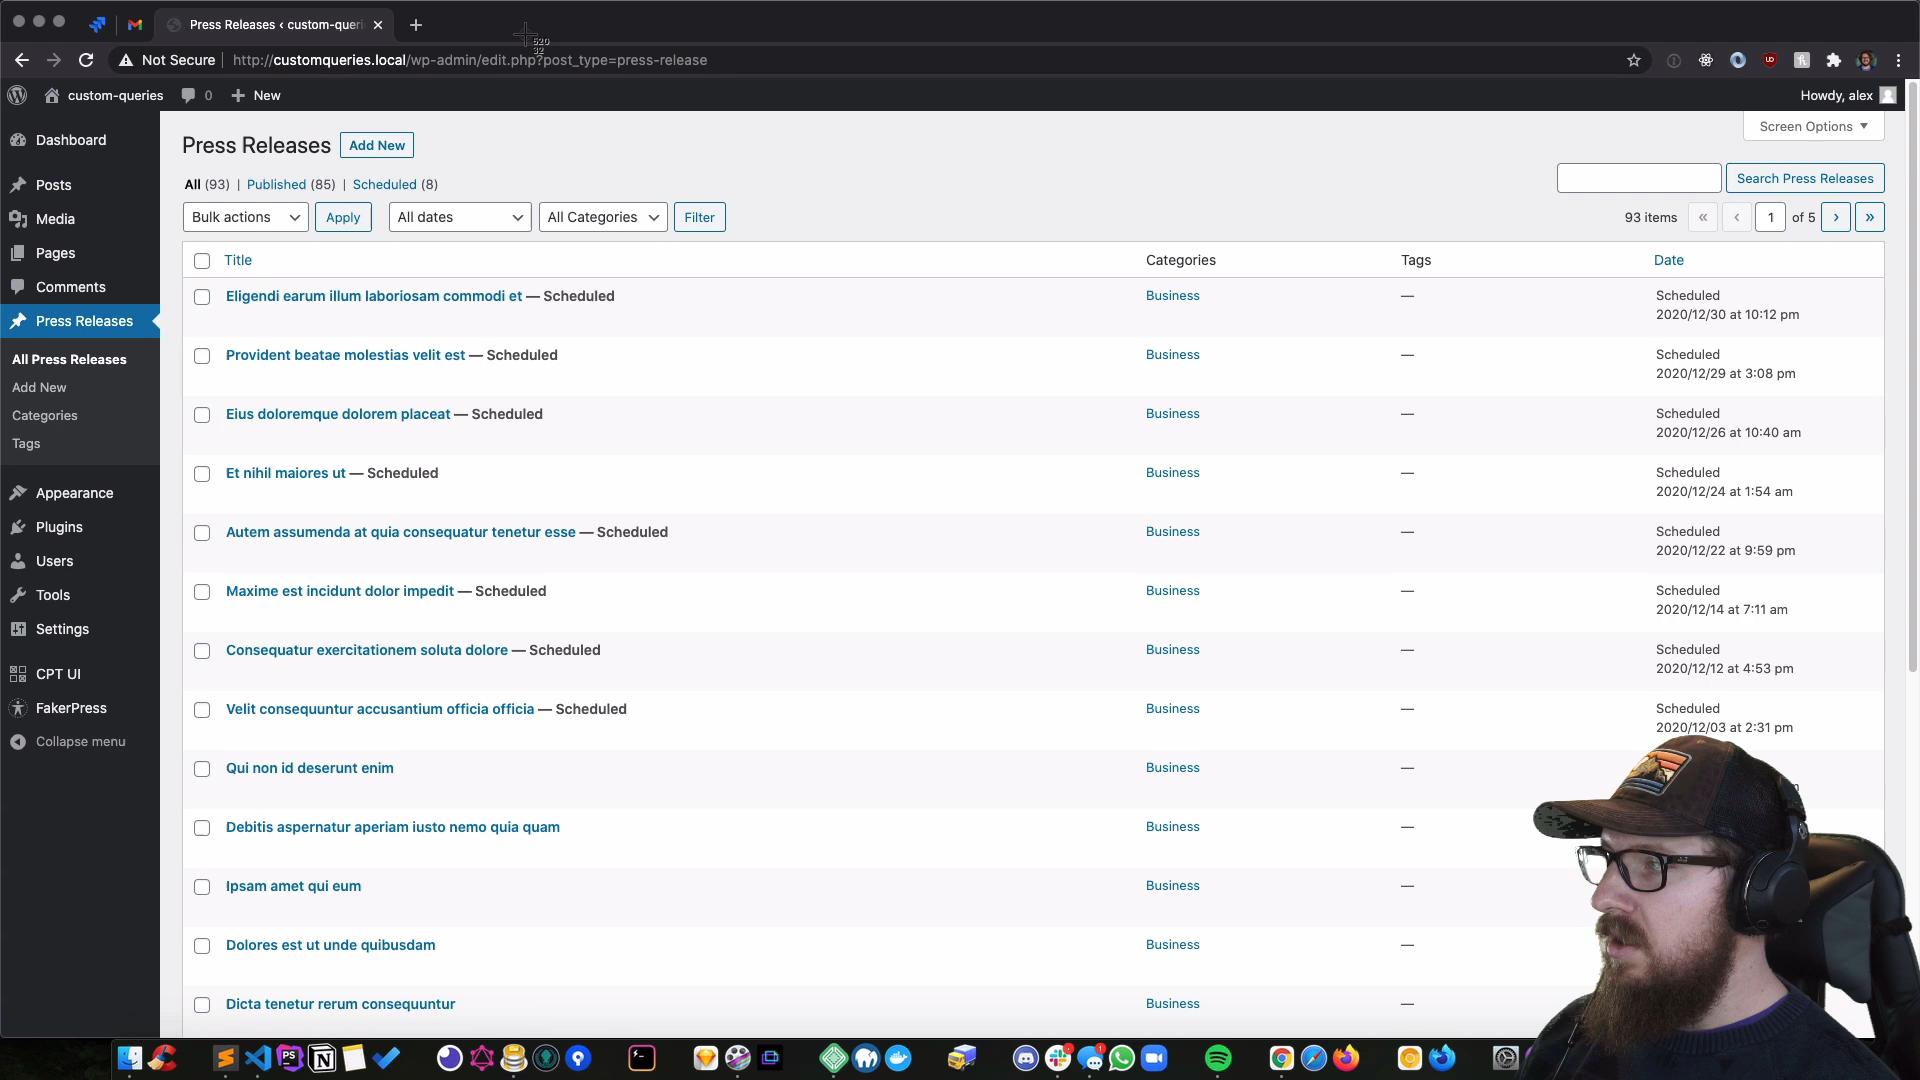 Press Releases ‹ custom-queri
520
32
Not Secure
http://customqueries.local/wp-admin/edit.php?post_type=press-release
custom-queries
0
New
Howdy, alex
Dashboard
Posts
Media
Pages
Comments
Press Releases
All Press Releases
Add New
Categories
Tags
Appearance
Plugins
Users
Tools
Settings
CPT UI
FakerPress
Collapse menu
Press Releases Add New
Screen Options
All (93) | Published (85) | Scheduled (8)
Search Press Releases
Bulk actions Apply All dates All Categories Filter
93 items « ‹ 1 of 5 › »
Title Categories Tags Date
Eligendi earum illum laboriosam commodi et — Scheduled Business — Scheduled
2020/12/30 at 10:12 pm
Provident beatae molestias velit est — Scheduled Business — Scheduled
2020/12/29 at 3:08 pm
Eius doloremque dolorem placeat — Scheduled Business — Scheduled
2020/12/26 at 10:40 am
Et nihil maiores ut — Scheduled Business — Scheduled
2020/12/24 at 1:54 am
Autem assumenda at quia consequatur tenetur esse — Scheduled Business — Scheduled
2020/12/22 at 9:59 pm
Maxime est incidunt dolor impedit — Scheduled Business — Scheduled
2020/12/14 at 7:11 am
Consequatur exercitationem soluta dolore — Scheduled Business — Scheduled
2020/12/12 at 4:53 pm
Velit consequuntur accusantium officia officia — Scheduled Business — Scheduled
2020/12/03 at 2:31 pm
Qui non id deserunt enim Business —
Debitis aspernatur aperiam iusto nemo quia quam Business —
Ipsam amet qui eum Business —
Dolores est ut unde quibusdam Business —
Dicta tenetur rerum consequuntur Business —